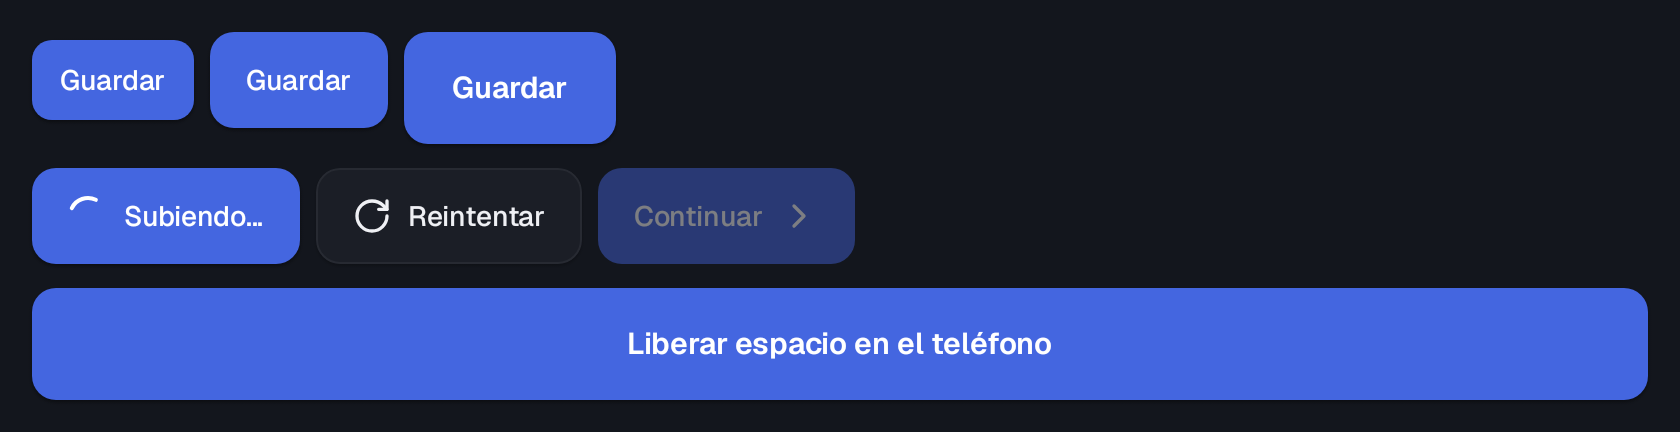 Guardar Guardar Guardar
Subiendo... Reintentar Continuar
Liberar espacio en el teléfono